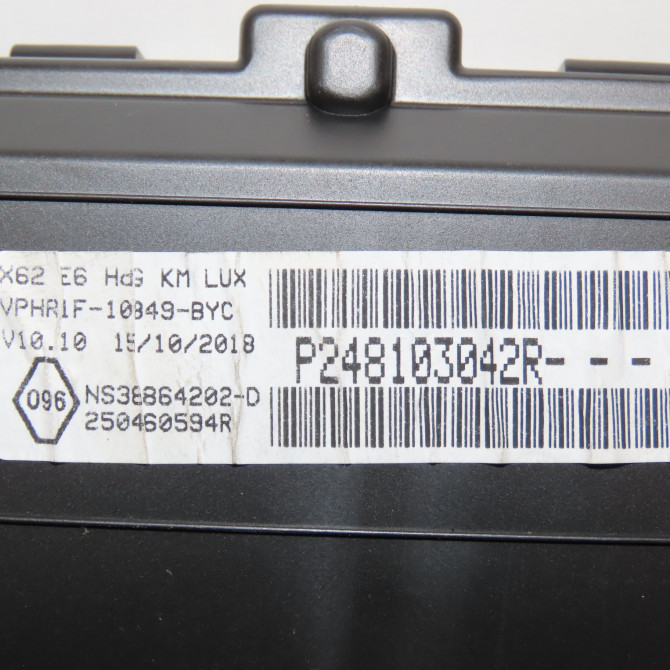 X62 E6 HdG KM LUX
VPHR1F-10849-BYC
V10.10 15/10/2018
096
NS38864202-D
250460594R
P248103042R- - - -